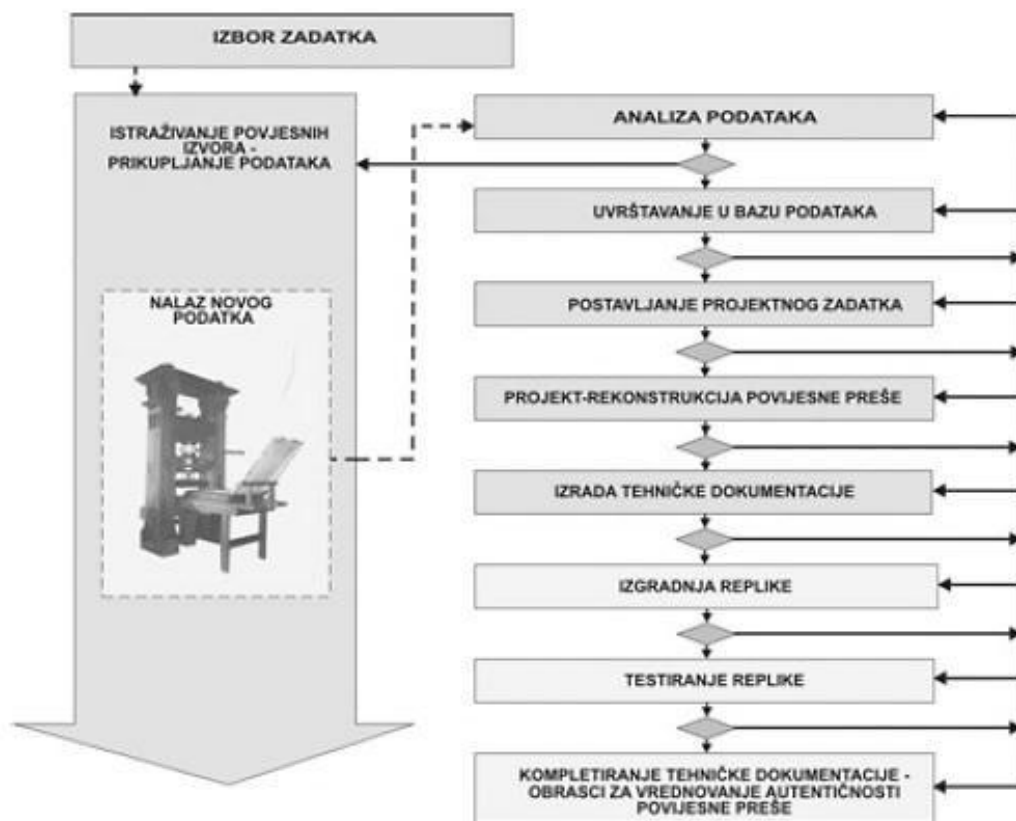 IZBOR ZADATKA
ISTRAŽIVANJE POVJESNIH
IZVORA -
PRIKUPLJANJE PODATAKA
NALAZ NOVOG
PODATKA
ANALIZA PODATAKA
UVRŠTAVANJE U BAZU PODATAKA
POSTAVLJANJE PROJEKTNOG ZADATKA
PROJEKT-REKONSTRUKCIJA POVIJESNE PREŠE
IZRADA TEHNIČKE DOKUMENTACIJE
IZGRADNJA REPLIKE
TESTIRANJE REPLIKE
KOMPLETIRANJE TEHNIČKE DOKUMENTACIJE -
OBRASCI ZA VREDNOVANJE AUTENTIČNOSTI
POVIJESNE PREŠE